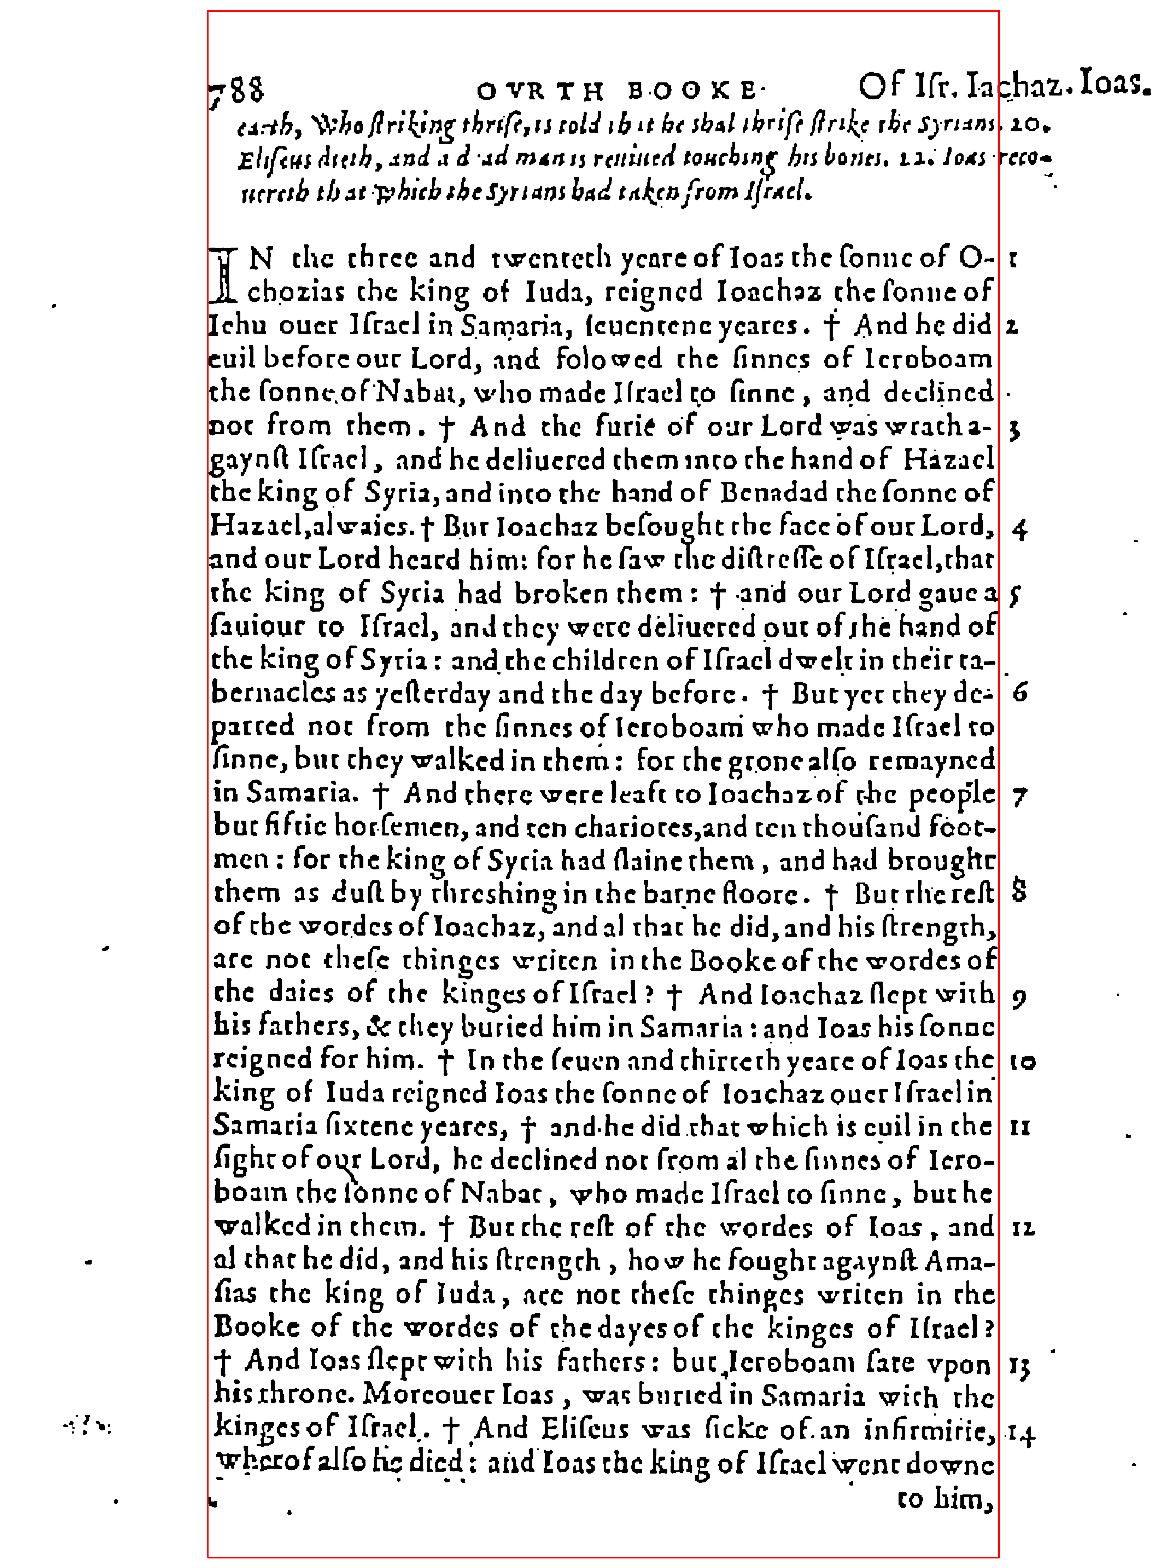 788 OVRTH BOOKE. Of Iſr. Iachaz. Ioas.
earth, Who ſtriking thriſe, is told that he shal thriſe ſtrike the Syrians. 20.
Eliſeus dieth, and a dead man is reuiued touching his bones. 22. Ioas reco-
uereth that which the Syrians had taken from Iſrael.
IN the three and twenteth yeare of Ioas the ſonne of O- 1
chozias the king of Iuda, reigned Ioachaz the ſonne of
Iehu ouer Iſrael in Samaria, ſeuentene yeares. † And he did 2
euil before our Lord, and folowed the ſinnes of Ieroboam
the ſonne of Nabat, who made Iſrael to ſinne, and declined
not from them. † And the furie of our Lord was wrath a- 3
gaynſt Iſrael, and he deliuered them into the hand of Hazael
the king of Syria, and into the hand of Benadad the ſonne of
Hazael, alwaies. † But Ioachaz beſought the face of our Lord, 4
and our Lord heard him: for he ſaw the diſtreſſe of Iſrael, that
the king of Syria had broken them: † and our Lord gaue a 5
ſauiour to Iſrael, and they were deliuered out of the hand of
the king of Syria: and the children of Iſrael dwelt in their ta-
bernacles as yeſterday and the day before. † But yet they de- 6
parted not from the ſinnes of Ieroboam who made Iſrael to
ſinne, but they walked in them: for the grone alſo remayned
in Samaria. † And there were leaft to Ioachaz of the people 7
but fiftie horſemen, and ten chariotes, and ten thouſand foot-
men: for the king of Syria had ſlaine them, and had brought
them as duſt by threshing in the barne floore. † But the reſt 8
of the wordes of Ioachaz, and al that he did, and his ſtrength,
are not theſe thinges writen in the Booke of the wordes of
the daies of the kinges of Iſrael? † And Ioachaz ſlept with 9
his fathers, & they buried him in Samaria: and Ioas his ſonne
reigned for him. † In the ſeuen and thirteth yeare of Ioas the 10
king of Iuda reigned Ioas the ſonne of Ioachaz ouer Iſrael in
Samaria ſixtene yeares, † and he did that which is euil in the 11
ſight of our Lord, he declined not from al the ſinnes of Iero-
boam the ſonne of Nabat, who made Iſrael to ſinne, but he
walked in them. † But the reſt of the wordes of Ioas, and 12
al that he did, and his ſtrength, how he fought agaynſt Ama-
ſias the king of Iuda, are not theſe thinges writen in the
Booke of the wordes of the dayes of the kinges of Iſrael?
† And Ioas ſlept with his fathers: but Ieroboam ſate vpon 13
his throne. Moreouer Ioas, was buried in Samaria with the
kinges of Iſrael. † And Eliſeus was ſicke of an infirmitie, 14
wherof alſo he died: and Ioas the king of Iſrael went downe
to him,